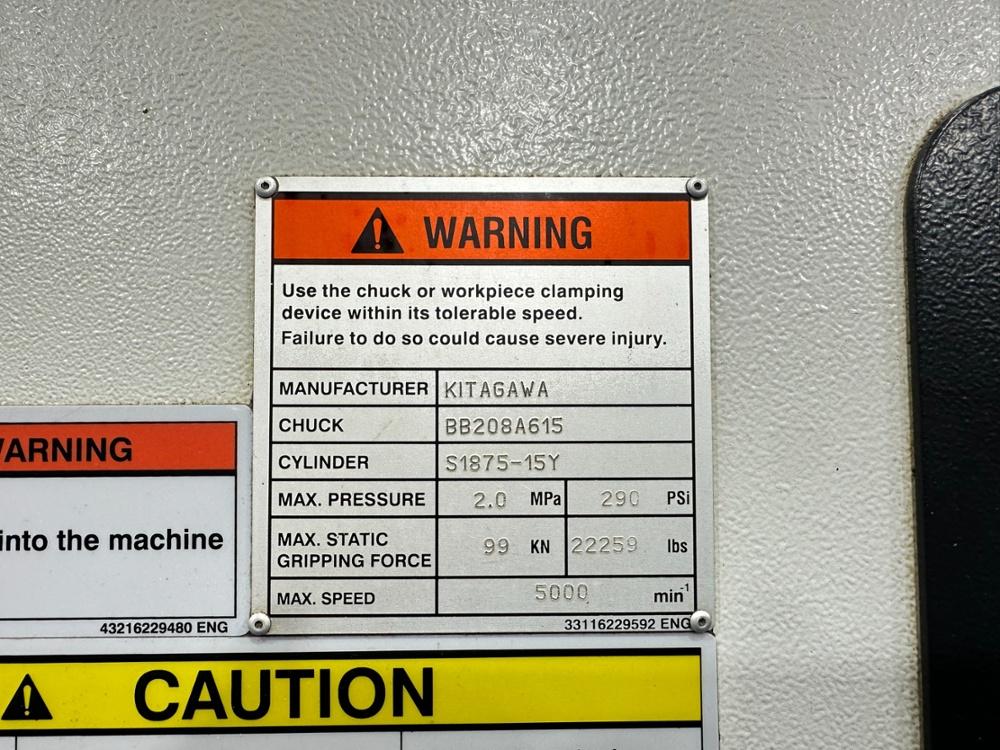 WARNING
Use the chuck or workpiece clamping
device within its tolerable speed.
Failure to do so could cause severe injury.
MANUFACTURER KITAGAWA
CHUCK BB208A615
CYLINDER S1875-15Y
MAX. PRESSURE 2.0 MPa 290 PSi
MAX. STATIC
GRIPPING FORCE 99 KN 22259 lbs
MAX. SPEED 5000 min-1
33116229592 ENG
WARNING
into the machine
43216229480 ENG
CAUTION